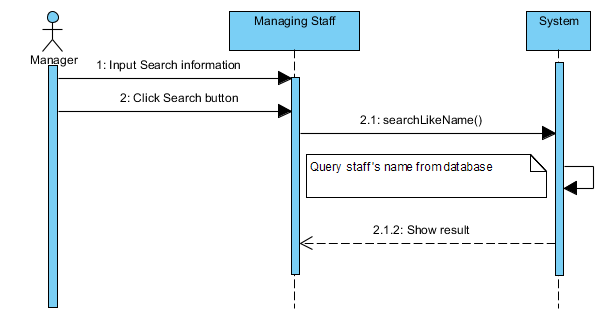 Managing Staff
System
Manager
1: Input Search information
2: Click Search button
2.1: searchLikeName()
Query staff's name from database
2.1.2: Show result